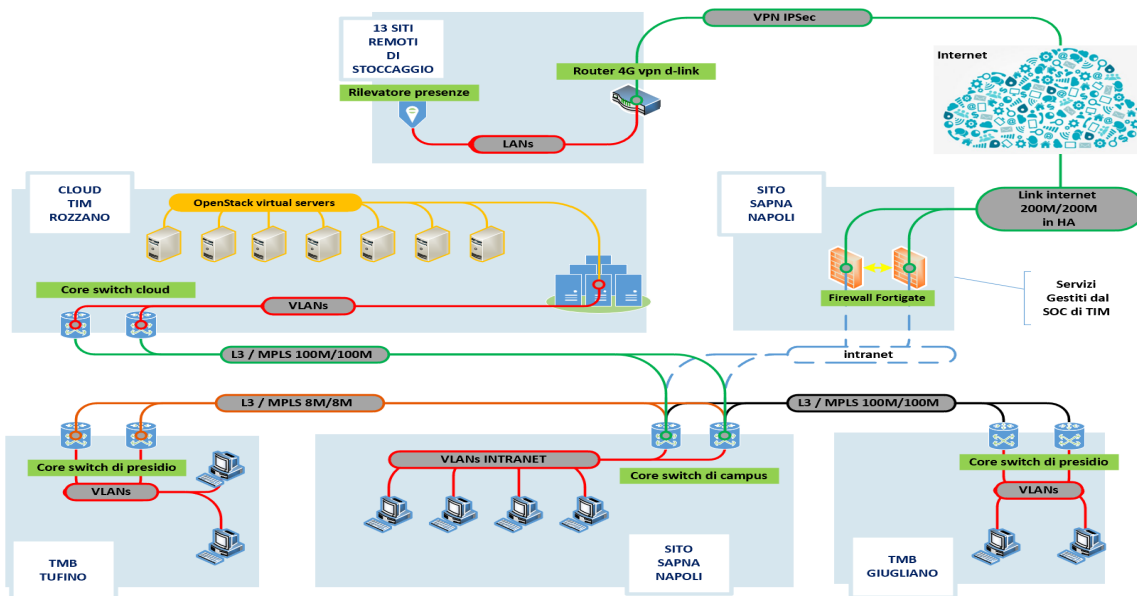 VPN IPSec
13 SITI
REMOTI
DI
STOCCAGGIO
Internet
Router 4G vpn d-link
Rilevatore presenze
LANs
CLOUD
TIM
ROZZANO
OpenStack virtual servers
SITO
SAPNA
NAPOLI
Link internet
200M/200M
in HA
Core switch cloud
VLANs
Firewall Fortigate
Servizi
Gestiti dal
SOC di TIM
L3 / MPLS 100M/100M
intranet
L3 / MPLS 8M/8M
L3 / MPLS 100M/100M
Core switch di presidio
VLANs
VLANs INTRANET
Core switch di campus
Core switch di presidio
VLANs
TMB
TUFINO
SITO
SAPNA
NAPOLI
TMB
GIUGLIANO